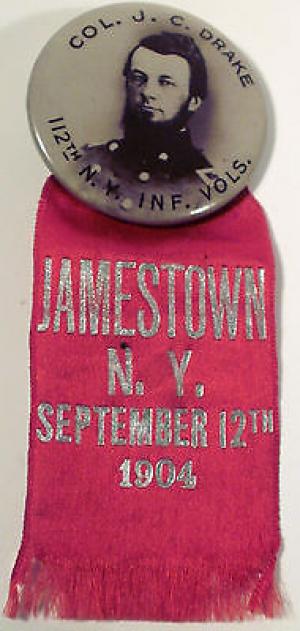 COL. J. C. DRAKE
112TH N. Y. INF. VOLS.
JAMESTOWN
N. Y.
SEPTEMBER 12TH
1904